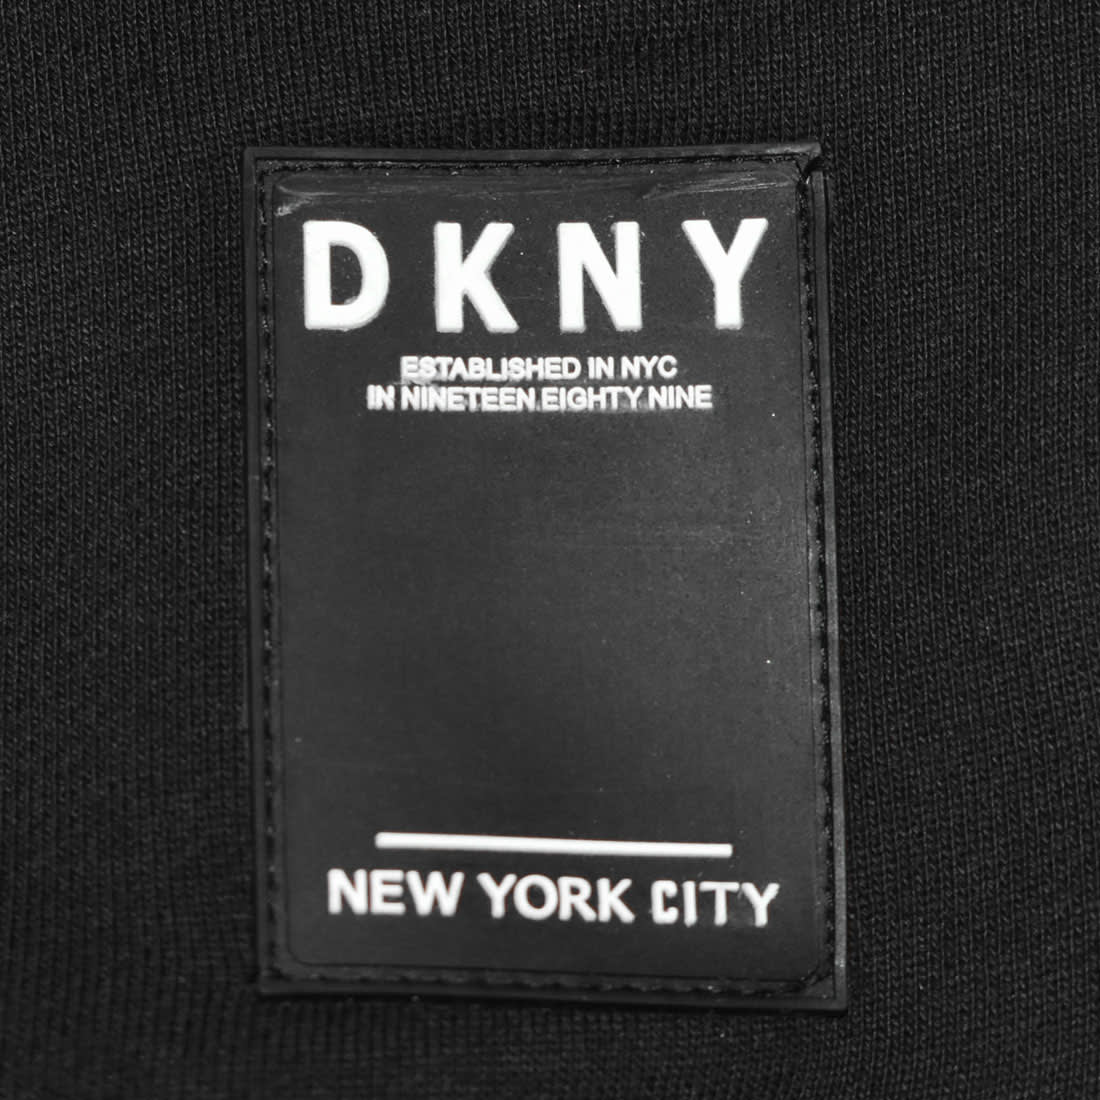 DKNY
ESTABLISHED IN NYC
IN NINETEEN EIGHTY NINE
NEW YORK CITY